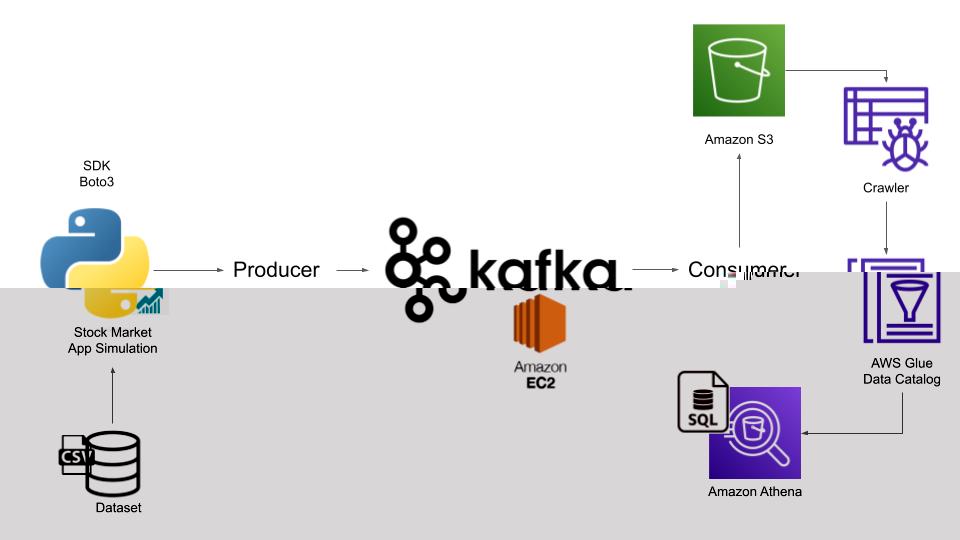 Amazon S3
SDK
Boto3
Crawler
Producer
kafka
Consumer
Amazon
EC2
Stock Market
App Simulation
AWS Glue
Data Catalog
SQL
CSV
Amazon Athena
Dataset